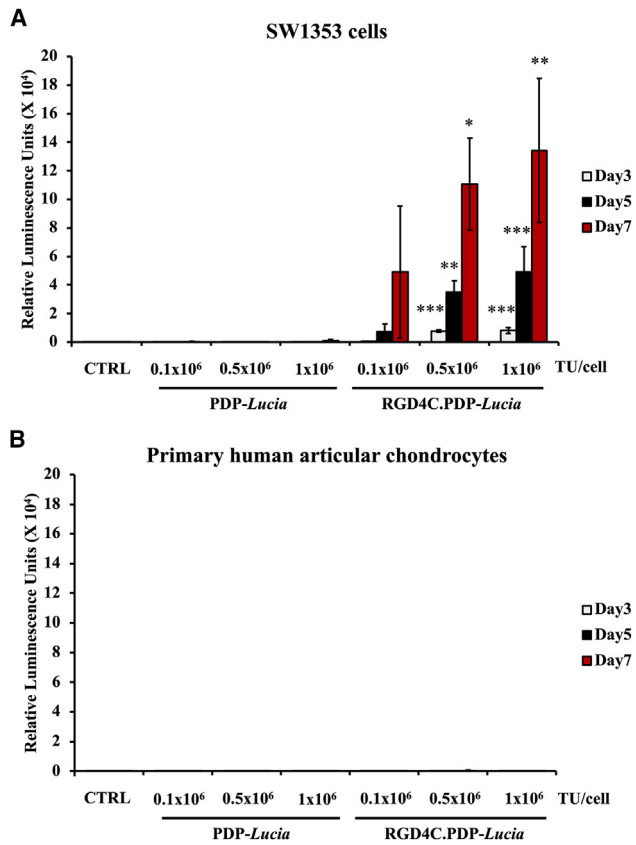 A
SW1353 cells
Relative Luminescence Units (X 10⁴)
20
18
16
14
12
10
8
6
4
2
0
*
**
***
**
***
***
Day3
Day5
Day7
CTRL 0.1x10⁶ 0.5x10⁶ 1x10⁶ 0.1x10⁶ 0.5x10⁶ 1x10⁶ TU/cell
PDP-Lucia RGD4C.PDP-Lucia
B
Primary human articular chondrocytes
Relative Luminescence Units (X 10⁴)
20
18
16
14
12
10
8
6
4
2
0
Day3
Day5
Day7
CTRL 0.1x10⁶ 0.5x10⁶ 1x10⁶ 0.1x10⁶ 0.5x10⁶ 1x10⁶ TU/cell
PDP-Lucia RGD4C.PDP-Lucia